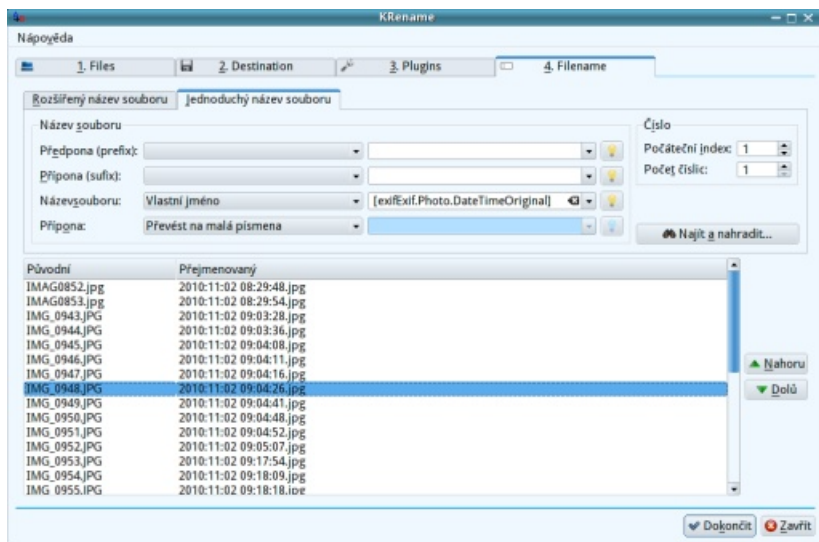 KRename
Nápověda
1. Files 2. Destination 3. Plugins 4. Filename
Rozšířený název souboru Jednoduchý název souboru
Název souboru Číslo
Předpona (prefix): Počáteční index: 1
Přípona (sufix): Počet číslic: 1
Názevsouboru: Vlastní jméno [exifExif.Photo.DateTimeOriginal]
Přípona: Převést na malá písmena Najít a nahradit...
Původní Přejmenovaný
IMAG0852.jpg 2010:11:02 08:29:48.jpg
IMAG0853.jpg 2010:11:02 08:29:54.jpg
IMG_0943.JPG 2010:11:02 09:03:28.jpg
IMG_0944.JPG 2010:11:02 09:03:36.jpg
IMG_0945.JPG 2010:11:02 09:04:08.jpg
IMG_0946.JPG 2010:11:02 09:04:11.jpg
IMG_0947.JPG 2010:11:02 09:04:16.jpg
Nahoru
IMG_0948.JPG 2010:11:02 09:04:26.jpg
Dolů
IMG_0949.JPG 2010:11:02 09:04:41.jpg
IMG_0950.JPG 2010:11:02 09:04:48.jpg
IMG_0951.JPG 2010:11:02 09:04:52.jpg
IMG_0952.JPG 2010:11:02 09:05:07.jpg
IMG_0953.JPG 2010:11:02 09:17:54.jpg
IMG_0954.JPG 2010:11:02 09:18:09.jpg
IMG_0955.JPG 2010:11:02 09:18:18.jpg
Dokončit Zavřít